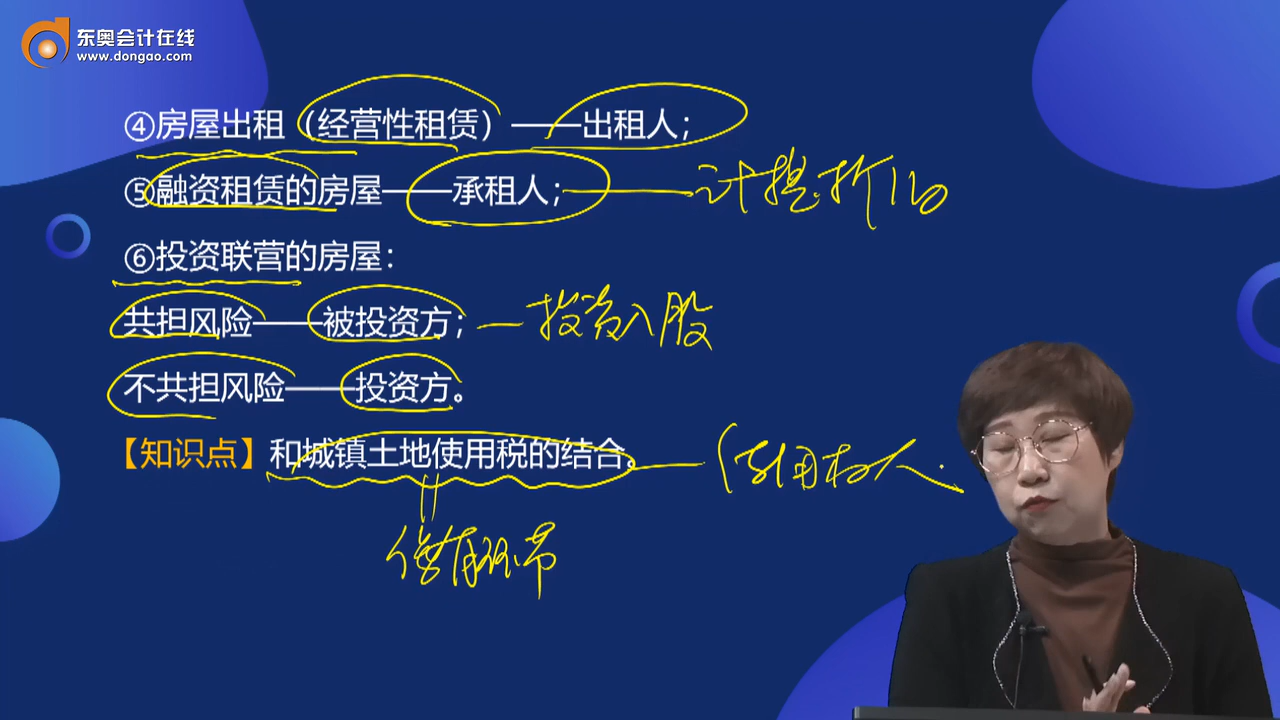 东奥会计在线
www.dongao.com
④房屋出租（经营性租赁）——出租人；
⑤融资租赁的房屋——承租人；
计提折旧
⑥投资联营的房屋：
共担风险——被投资方；
投资入股
不共担风险——投资方。
【知识点】和城镇土地使用税的结合。
使用权人
保有环节